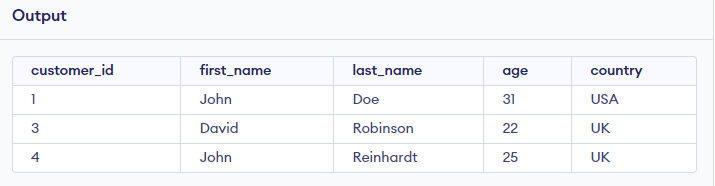 Output
customer_id first_name last_name age country
1 John Doe 31 USA
3 David Robinson 22 UK
4 John Reinhardt 25 UK